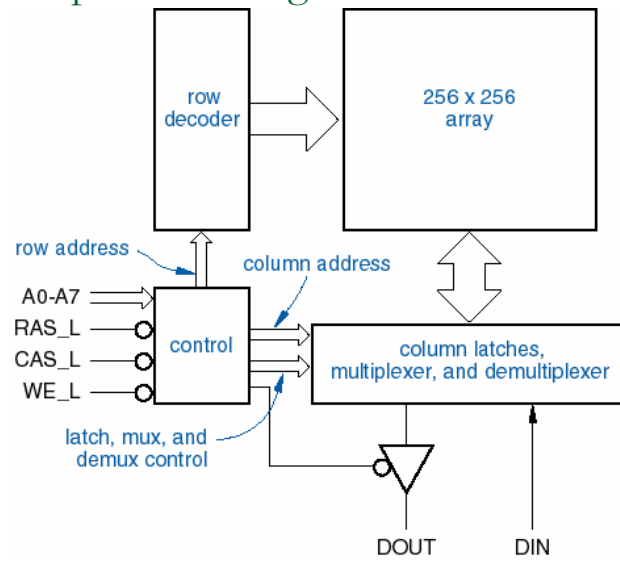 row
decoder
256 x 256
array
row address
column address
A0-A7
RAS_L
CAS_L
WE_L
control
column latches,
multiplexer, and demultiplexer
latch, mux, and
demux control
DOUT
DIN